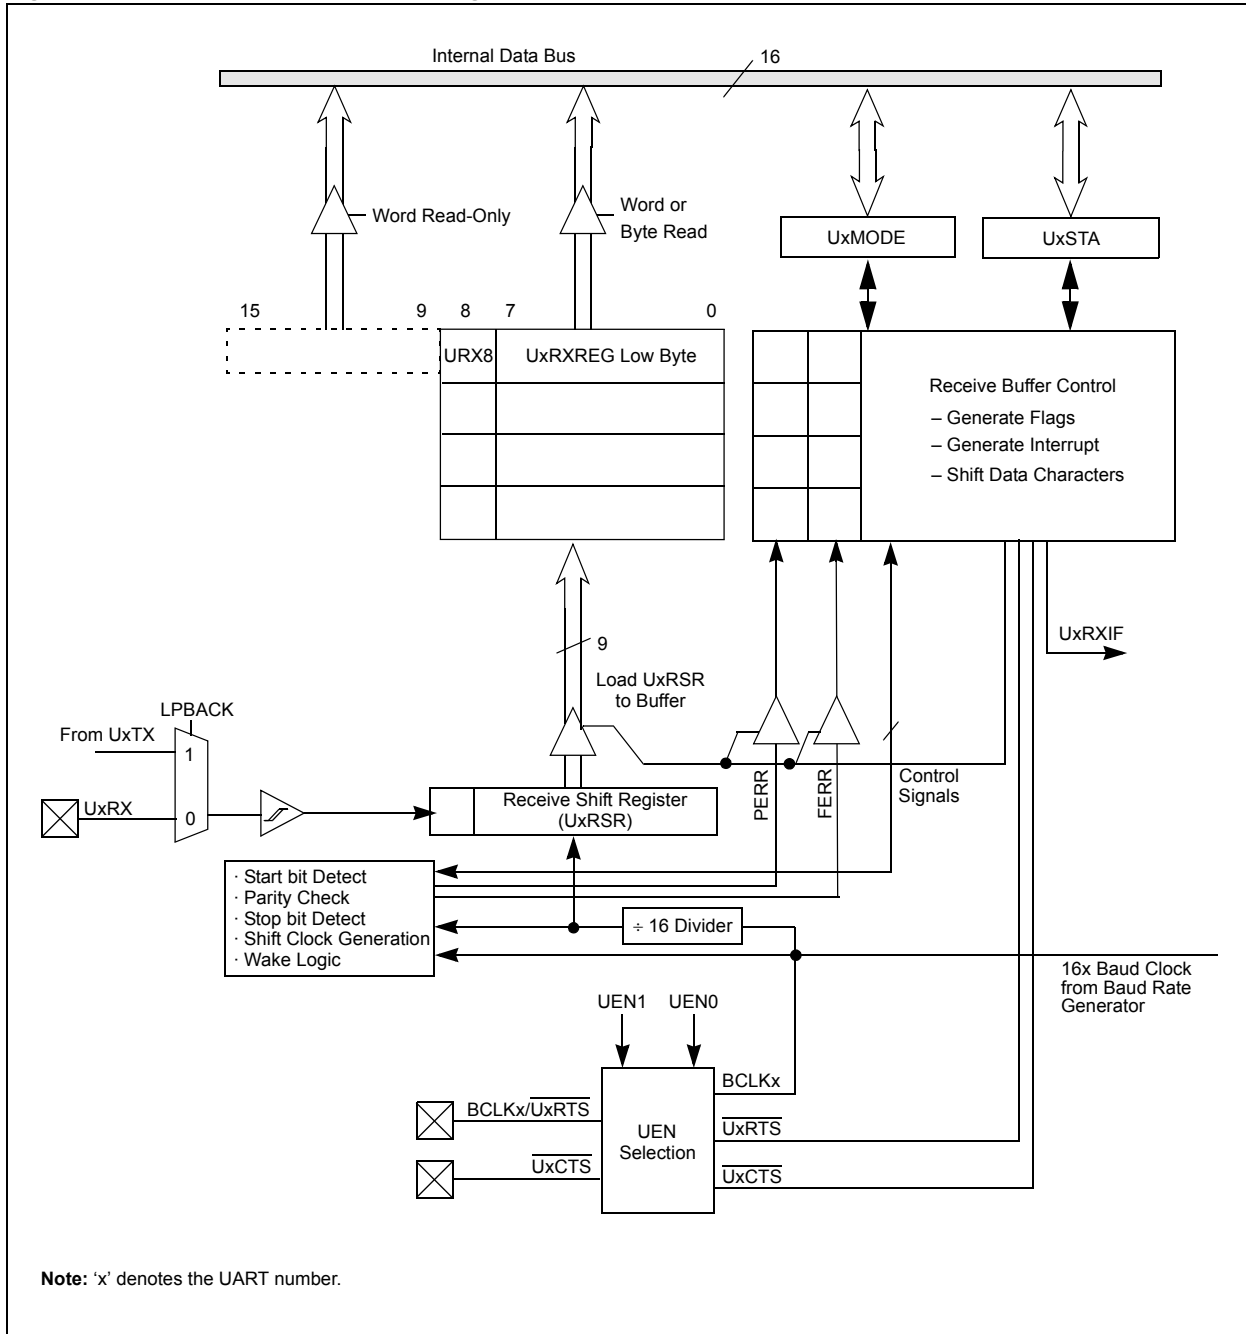 Internal Data Bus
16
Word Read-Only
Word or
Byte Read
UxMODE
UxSTA
15
9
8
7
0
URX8
UxRXREG Low Byte
Receive Buffer Control
– Generate Flags
– Generate Interrupt
– Shift Data Characters
9
UxRXIF
Load UxRSR
to Buffer
LPBACK
From UxTX
1
UxRX
0
Receive Shift Register
(UxRSR)
PERR
FERR
Control
Signals
· Start bit Detect
· Parity Check
· Stop bit Detect
· Shift Clock Generation
· Wake Logic
÷ 16 Divider
16x Baud Clock
from Baud Rate
Generator
UEN1
UEN0
BCLKx
BCLKx/UxRTS
UEN
Selection
UxRTS
UxCTS
UxCTS
Note: ‘x’ denotes the UART number.